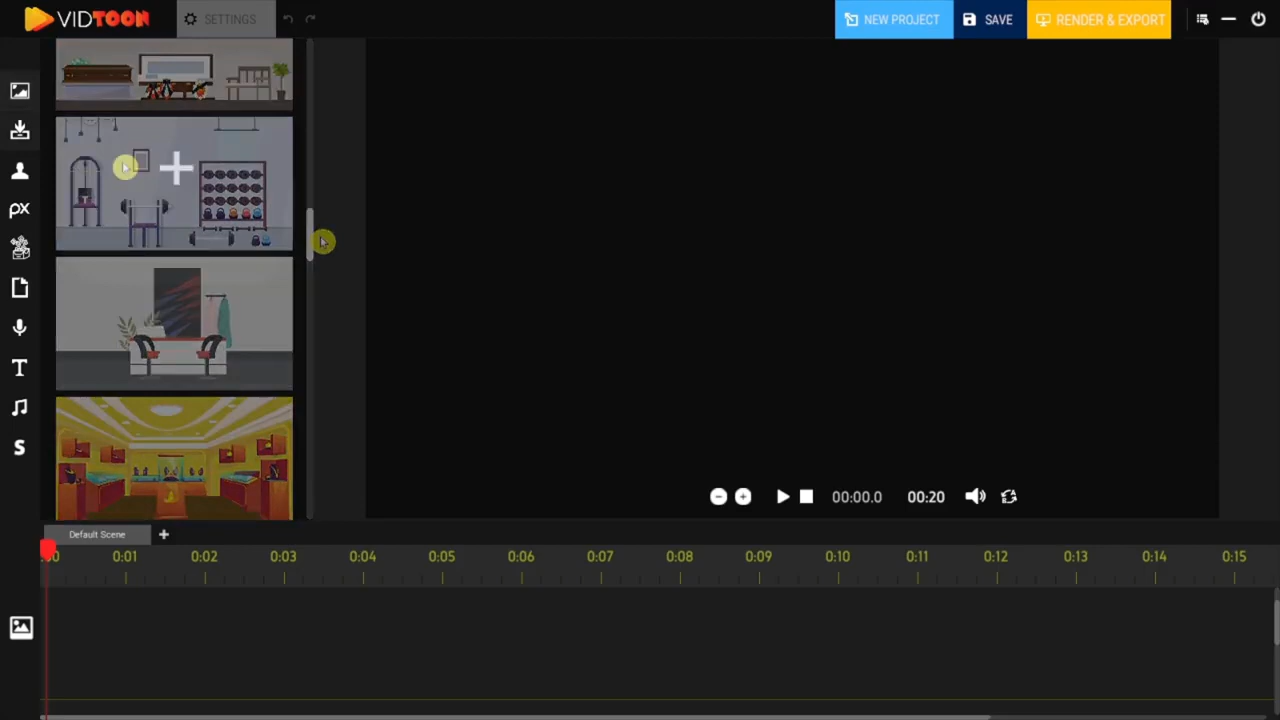 VIDTOON
SETTINGS
NEW PROJECT
SAVE
RENDER & EXPORT
px
T
S
00:00.0
00:20
Default Scene
0:01 0:02 0:03 0:04 0:05 0:06 0:07 0:08 0:09 0:10 0:11 0:12 0:13 0:14 0:15